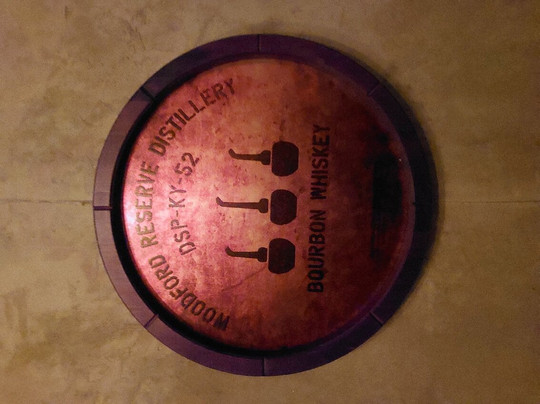 WOODFORD RESERVE DISTILLERY
DSP-KY-52
BOURBON WHISKEY